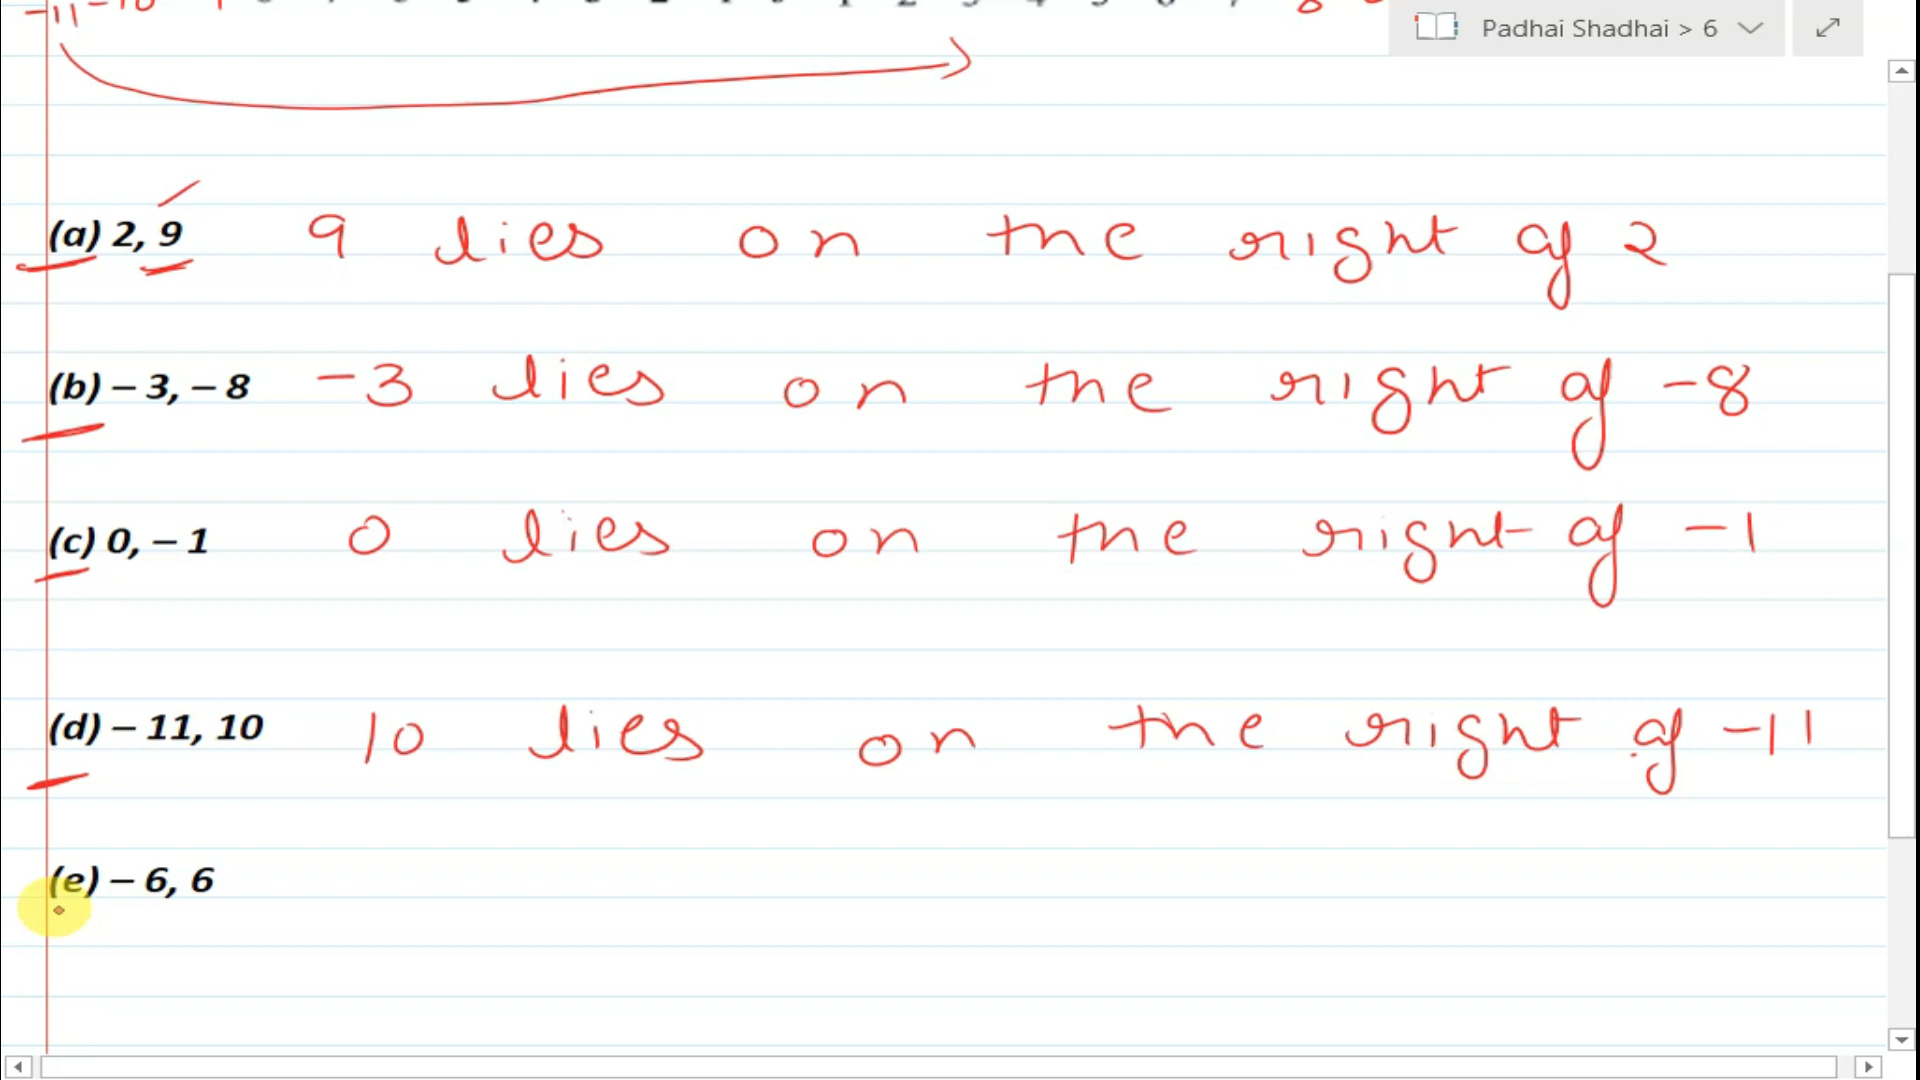 Padhai Shadhai > 6
(a) 2, 9 9 lies on the right of 2
(b) – 3, – 8 -3 lies on the right of -8
(c) 0, – 1 0 lies on the right of -1
(d) – 11, 10 10 lies on the right of -11
(e) – 6, 6